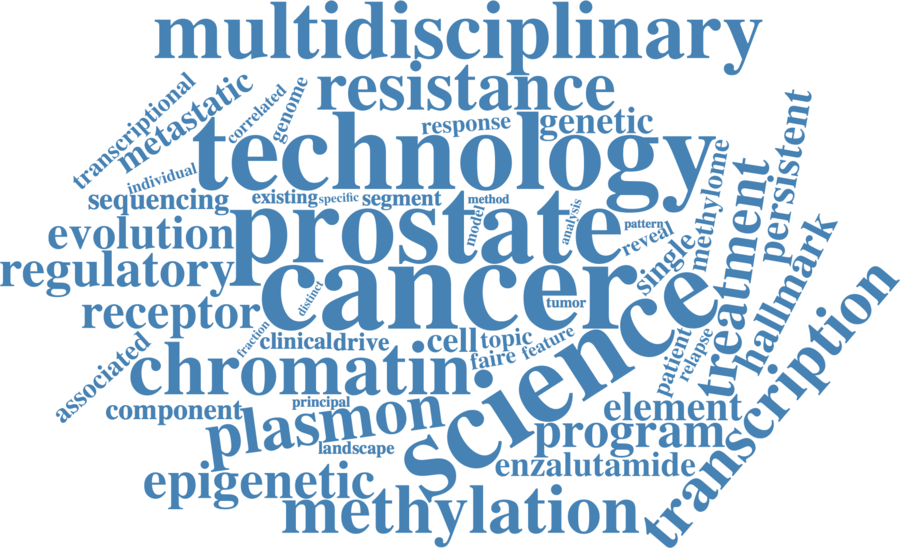 multidisciplinary
resistance
transcriptional
metastatic
correlated
genome
technology
response
genetic
persistent
individual
sequencing
existing
specific
segment
method
model
analysis
pattern
reveal
single
methylome
treatment
hallmark
evolution
prostate
regulatory
cancer
distinct
tumor
receptor
science
fraction
clinical
drive
cell
topic
faire
feature
patient
relapse
associated
chromatin
transcription
component
principal
plasmon
landscape
element
program
enzalutamide
epigenetic
methylation